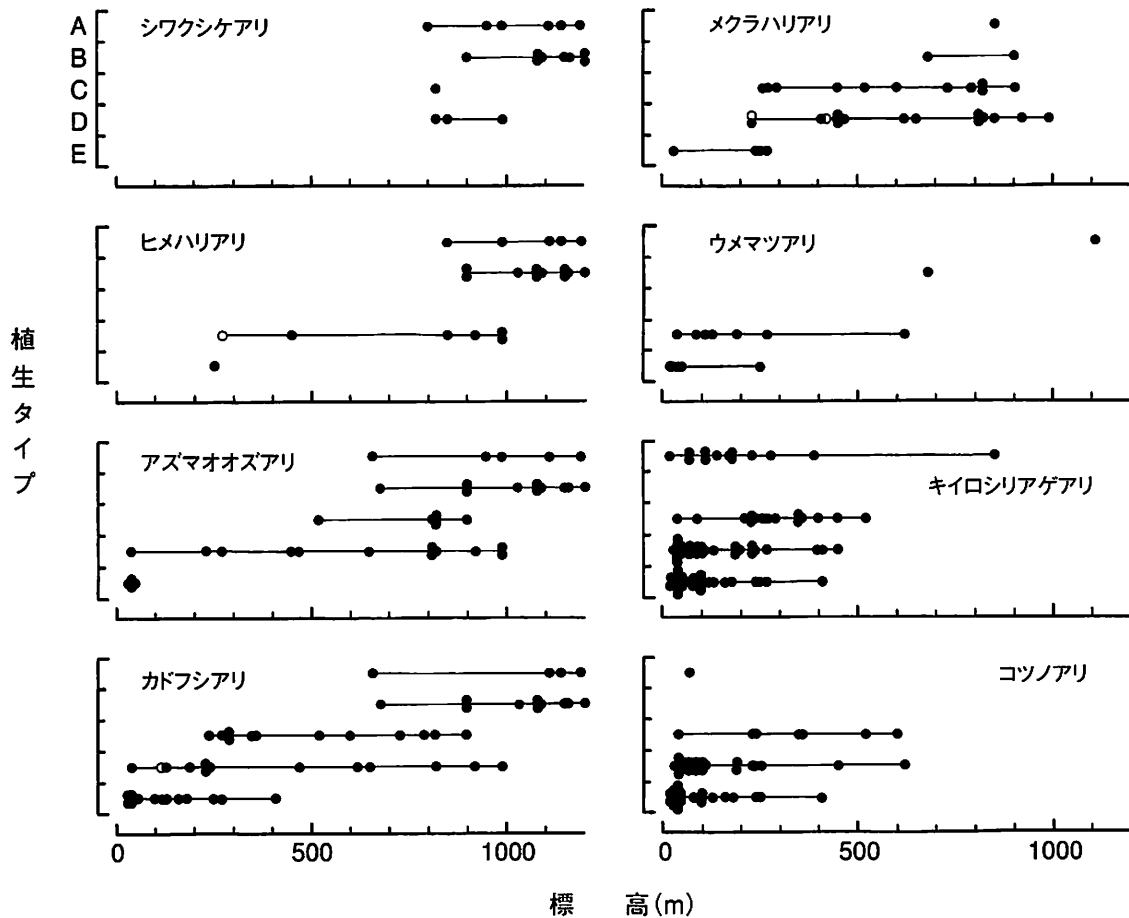 シワクシケアリ
A
B
C
D
E
メクラハリアリ
ヒメハリアリ
ウメマツアリ
植生タイプ
アズマオオズアリ
キイロシリアゲアリ
カドフシアリ
コツノアリ
0 500 1000
0 500 1000
標 高(m)